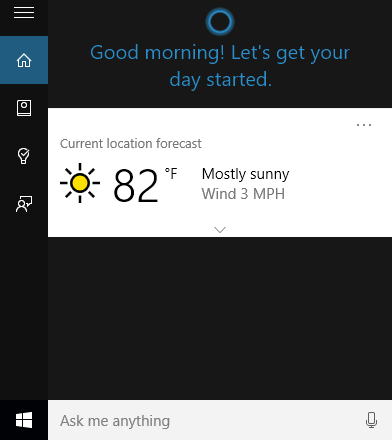 Good morning! Let's get your
day started.
Current location forecast
82 °F
Mostly sunny
Wind 3 MPH
Ask me anything